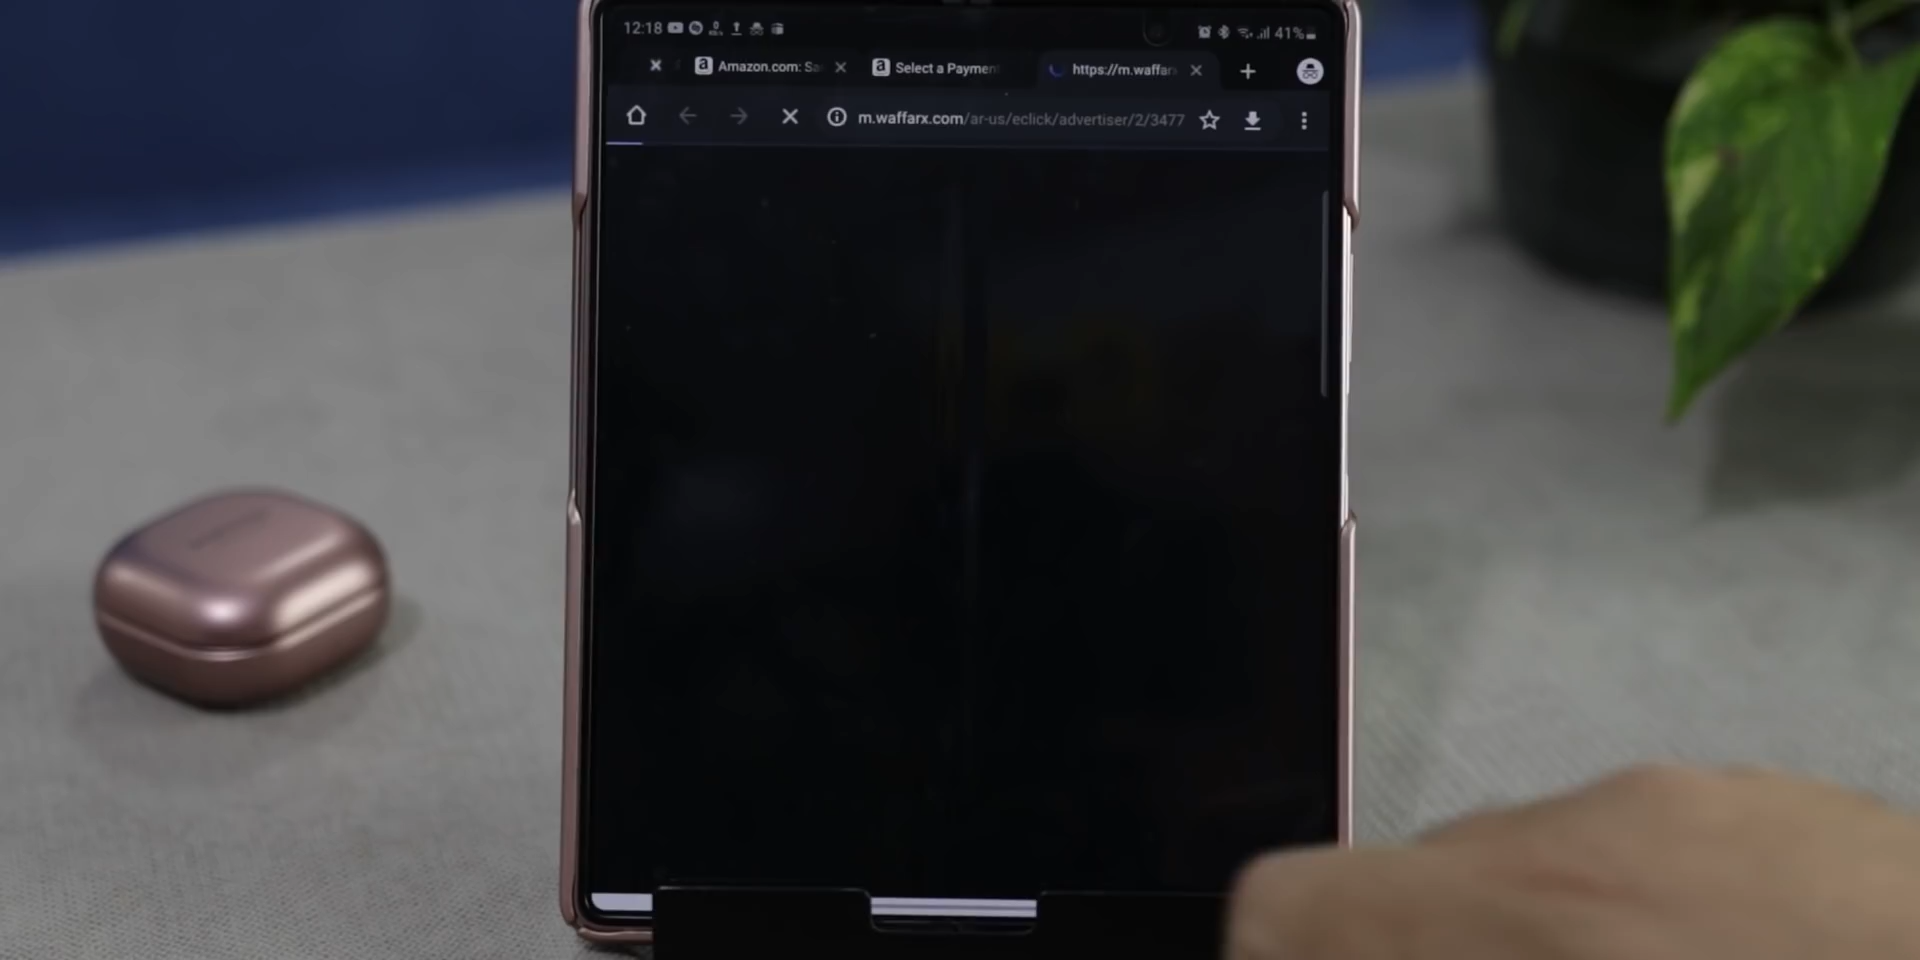 12:18 41%
Amazon.com: Sa Select a Paymen https://m.waffar
m.waffarx.com/ar-us/eclick/advertiser/2/3477